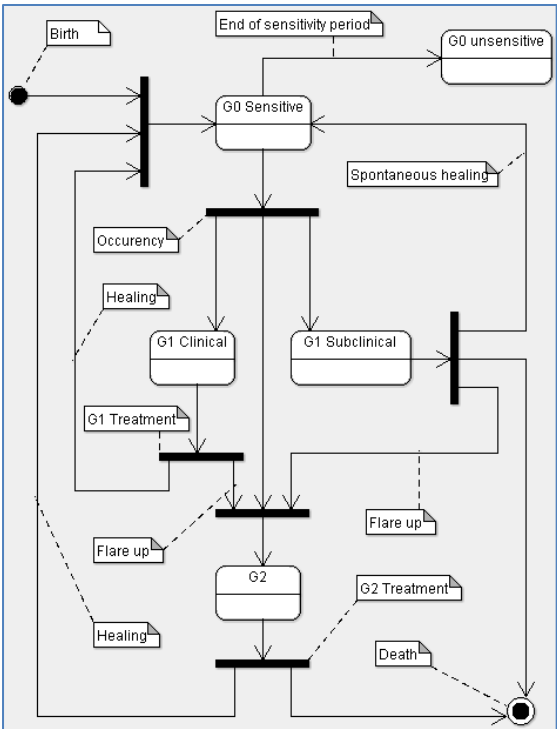 End of sensitivity period
Birth
G0 unsensitive
G0 Sensitive
Spontaneous healing
Occurency
Healing
G1 Clinical
G1 Subclinical
G1 Treatment
Flare up
Flare up
G2
G2 Treatment
Healing
Death